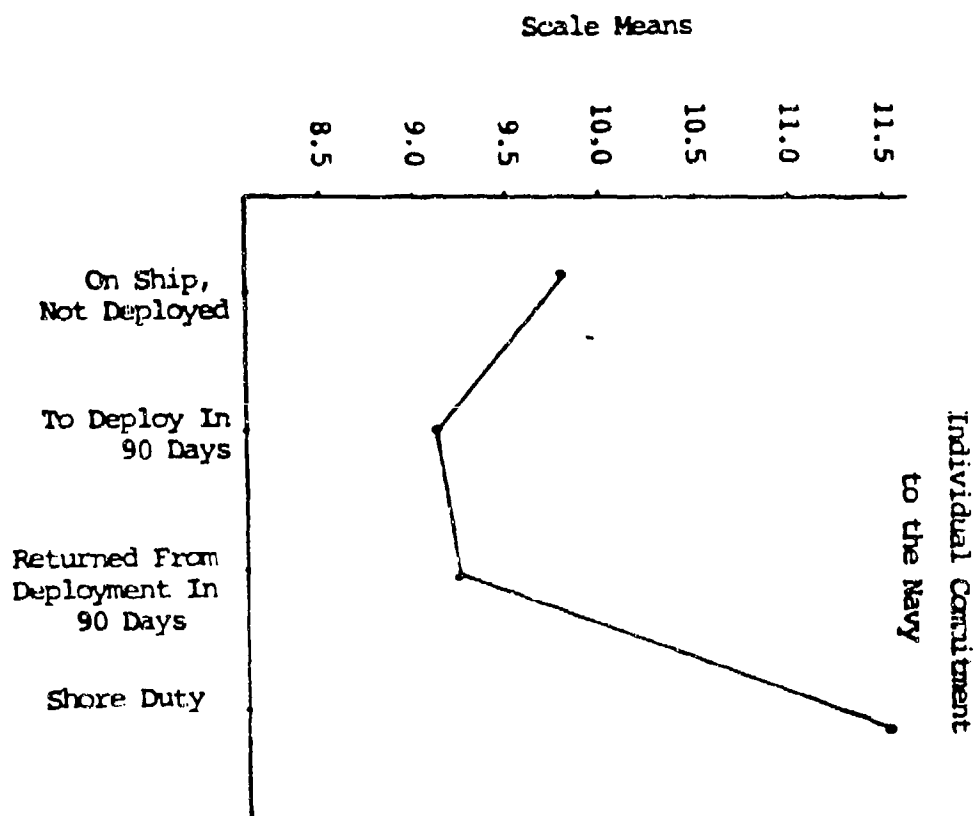 Scale Means
8.5
9.0
9.5
10.0
10.5
11.0
11.5
On Ship,
Not Deployed
To Deploy In
90 Days
Returned From
Deployment In
90 Days
Shore Duty
Individual Commitment
to the Navy